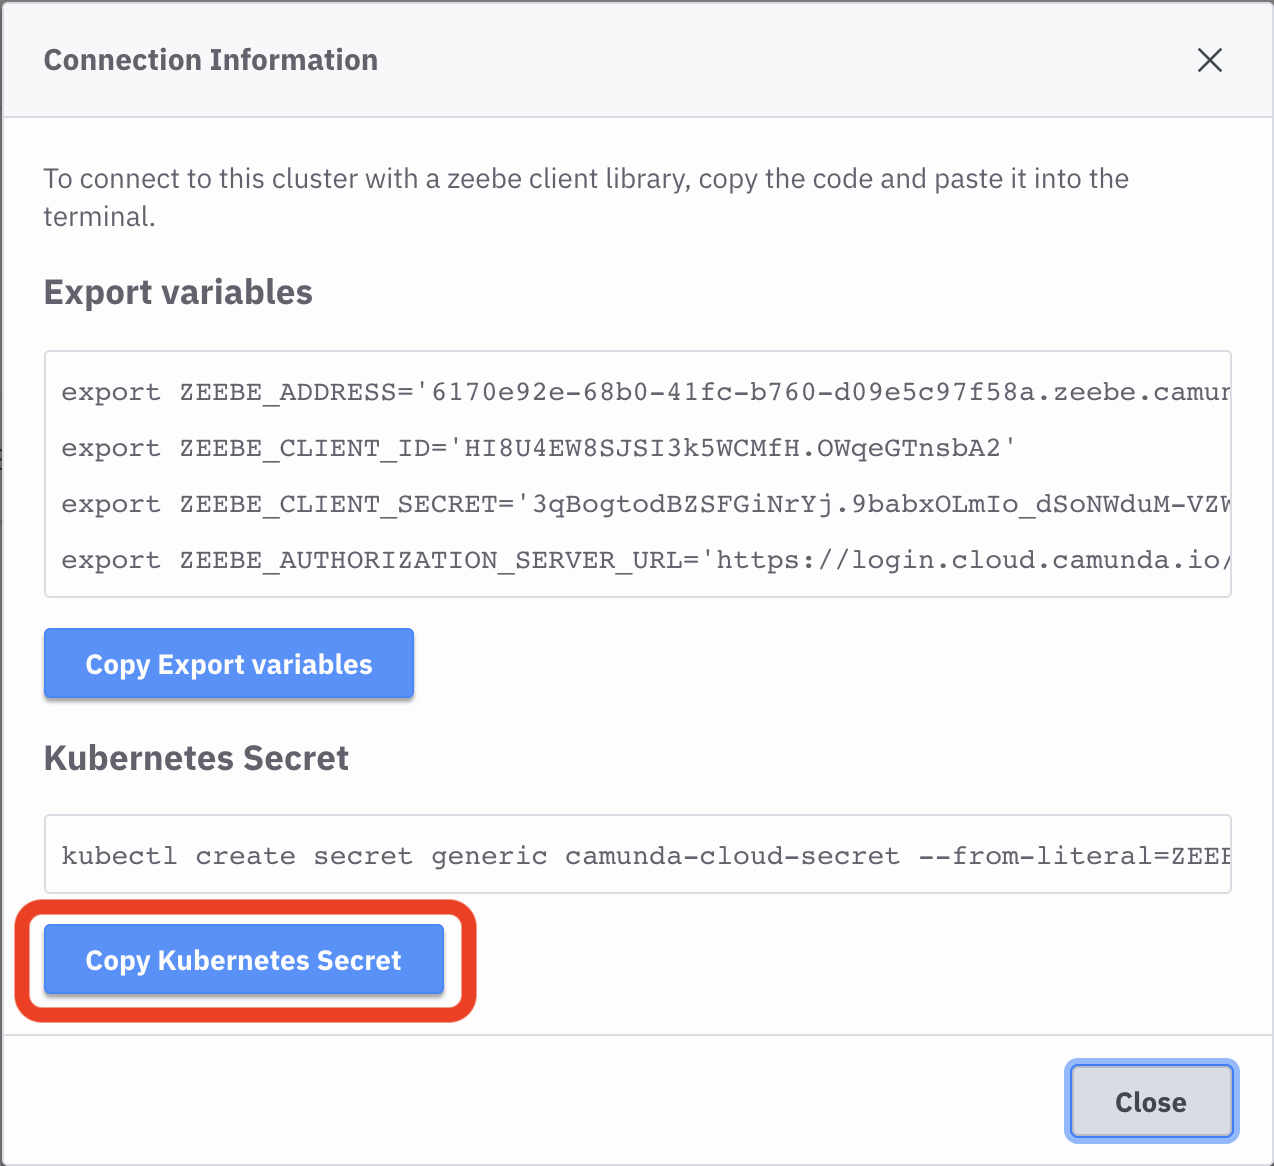 Connection Information
To connect to this cluster with a zeebe client library, copy the code and paste it into the
terminal.
Export variables
export ZEEBE_ADDRESS='6170e92e-68b0-41fc-b760-d09e5c97f58a.zeebe.camun
export ZEEBE_CLIENT_ID='HI8U4EW8SJSI3k5WCMfH.OWqeGTnsbA2'
export ZEEBE_CLIENT_SECRET='3qBogtodBZSFGiNrYj.9babxOLmIo_dSoNWduM-VZW
export ZEEBE_AUTHORIZATION_SERVER_URL='https://login.cloud.camunda.io/
Copy Export variables
Kubernetes Secret
kubectl create secret generic camunda-cloud-secret --from-literal=ZEEB
Copy Kubernetes Secret
Close